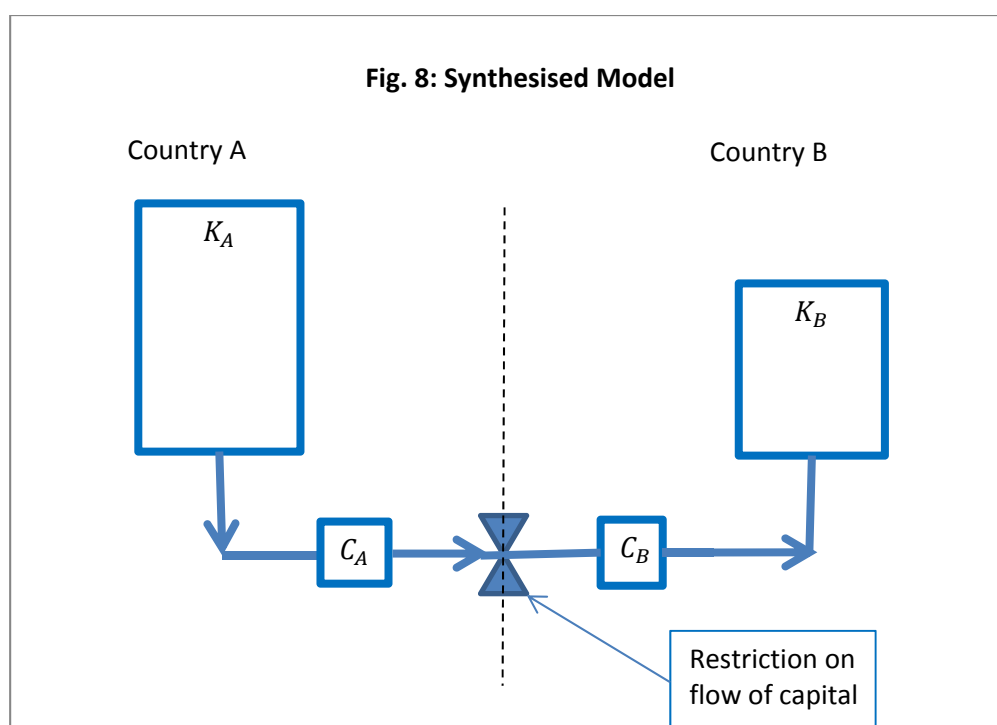 Fig. 8: Synthesised Model
Country A
Country B
K_A
K_B
C_A
C_B
Restriction on
flow of capital